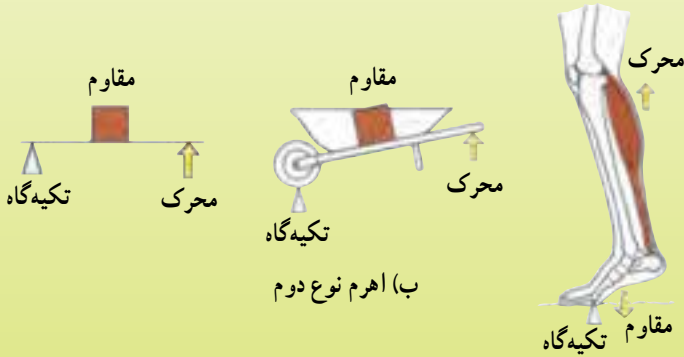 مقاوم
تکیه‌گاه
محرک
مقاوم
محرک
تکیه‌گاه
محرک
مقاوم
تکیه‌گاه
ب) اهرم نوع دوم